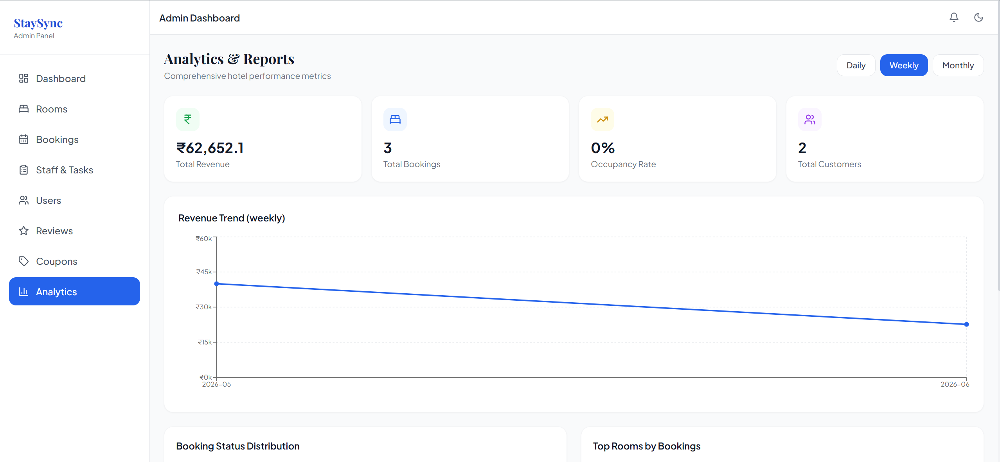 StaySync
Admin Panel
Dashboard
Rooms
Bookings
Staff & Tasks
Users
Reviews
Coupons
Analytics
Admin Dashboard
Analytics & Reports
Comprehensive hotel performance metrics
Daily
Weekly
Monthly
₹62,652.1
Total Revenue
3
Total Bookings
0%
Occupancy Rate
2
Total Customers
Revenue Trend (weekly)
₹60k
₹45k
₹30k
₹15k
₹0k
2026-05
2026-06
Booking Status Distribution
Top Rooms by Bookings